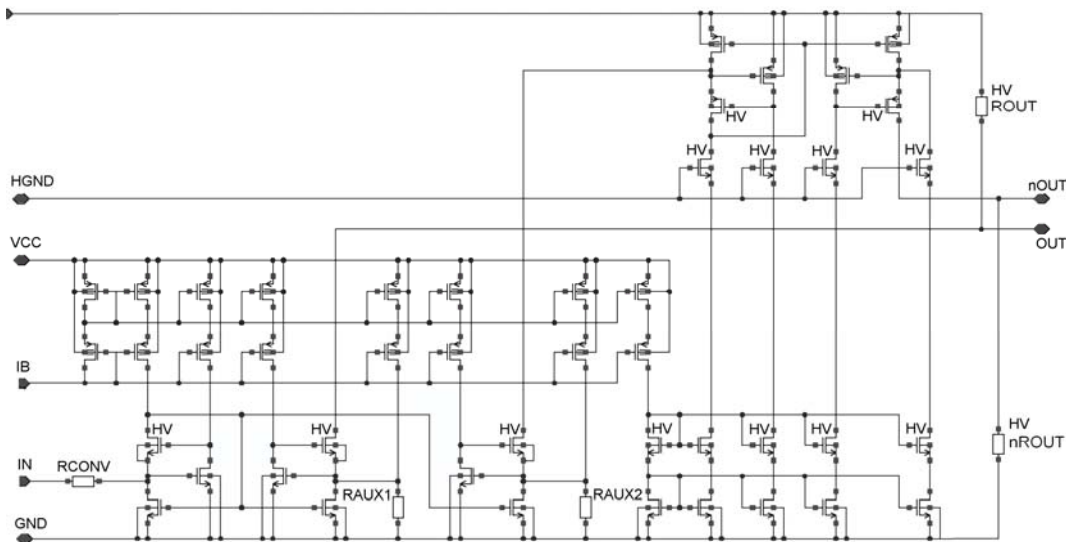 HV
ROUT
HV
HV
HV
HV
HV
HV
HGND
nOUT
VCC
OUT
IB
HV
HV
HV
HV
HV
HV
HV
HV
HV
nROUT
IN
RCONV
RAUX1
RAUX2
GND